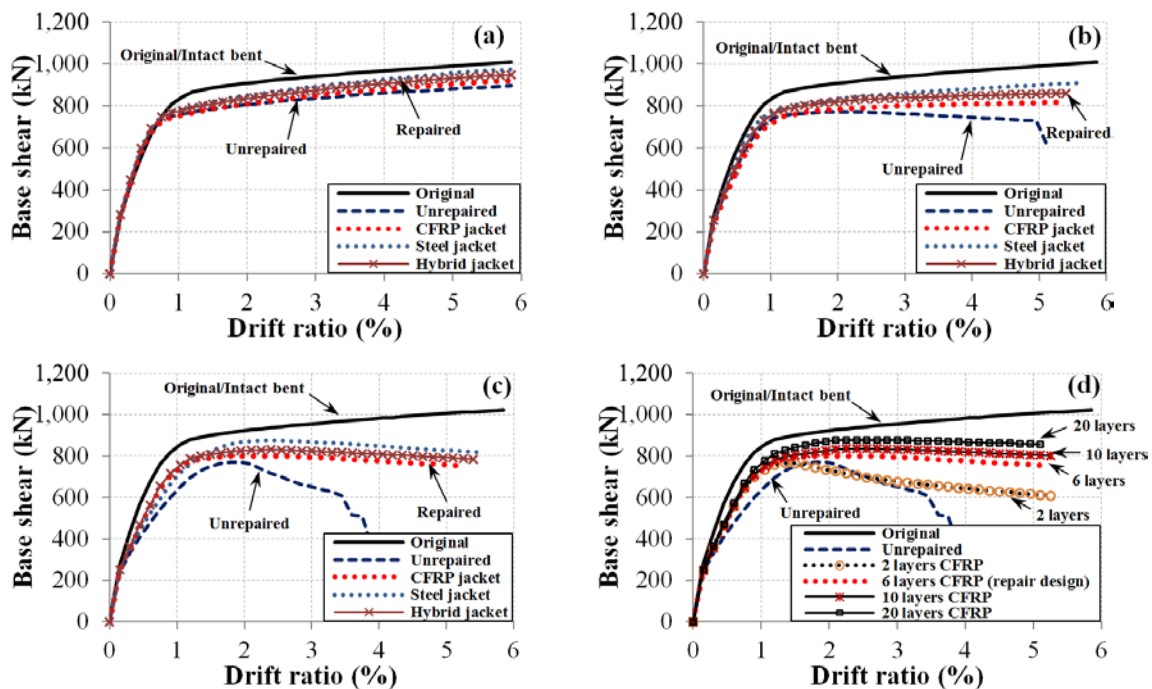 (a)
Original/Intact bent
Repaired
Unrepaired
Original
Unrepaired
CFRP jacket
Steel jacket
Hybrid jacket
Base shear (kN)
1,200
1,000
800
600
400
200
0
0 1 2 3 4 5 6
Drift ratio (%)
(b)
Original/Intact bent
Repaired
Unrepaired
Original
Unrepaired
CFRP jacket
Steel jacket
Hybrid jacket
Base shear (kN)
1,200
1,000
800
600
400
200
0
0 1 2 3 4 5 6
Drift ratio (%)
(c)
Original/Intact bent
Unrepaired
Repaired
Original
Unrepaired
CFRP jacket
Steel jacket
Hybrid jacket
Base shear (kN)
1,200
1,000
800
600
400
200
0
0 1 2 3 4 5 6
Drift ratio (%)
(d)
Original/Intact bent
20 layers
10 layers
6 layers
2 layers
Unrepaired
Original
Unrepaired
2 layers CFRP
6 layers CFRP (repair design)
10 layers CFRP
20 layers CFRP
Base shear (kN)
1,200
1,000
800
600
400
200
0
0 1 2 3 4 5 6
Drift ratio (%)